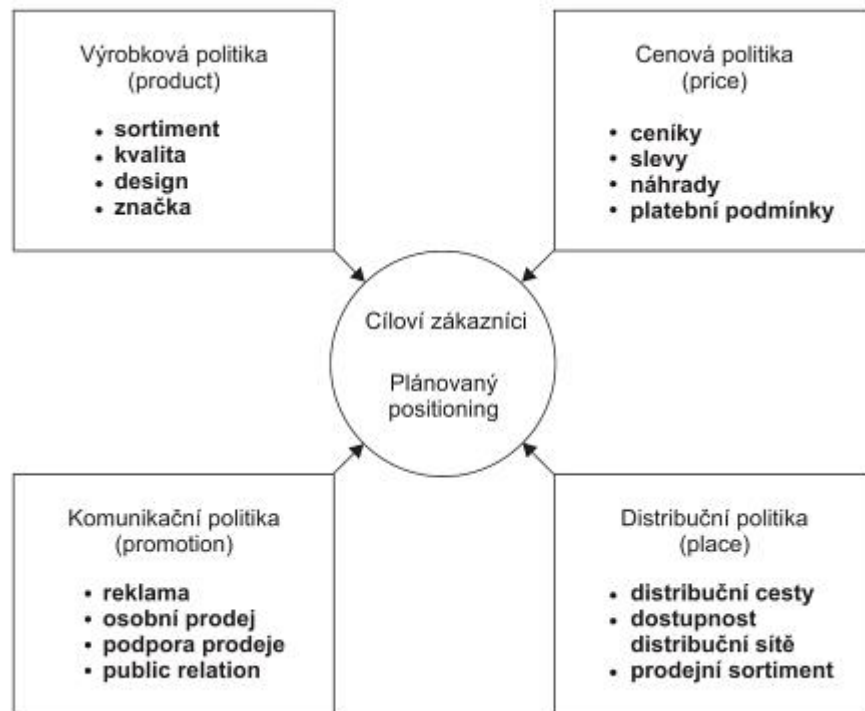 Výrobková politika
(product)
• sortiment
• kvalita
• design
• značka
Cenová politika
(price)
• ceníky
• slevy
• náhrady
• platební podmínky
Cíloví zákazníci
Plánovaný
positioning
Komunikační politika
(promotion)
• reklama
• osobní prodej
• podpora prodeje
• public relation
Distribuční politika
(place)
• distribuční cesty
• dostupnost
distribuční sítě
• prodejní sortiment